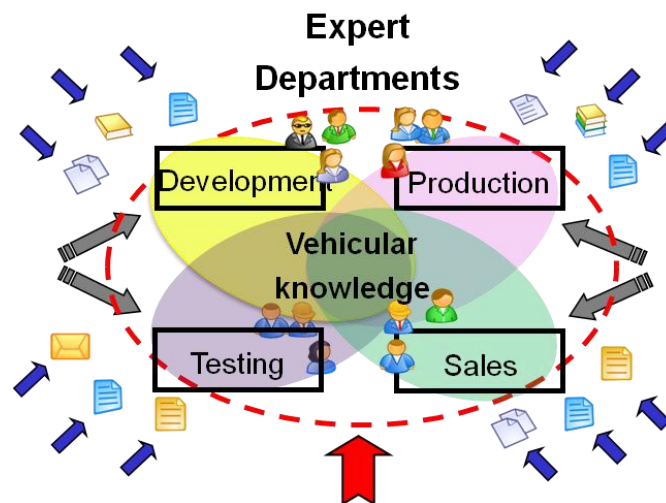 Expert
Departments
Development
Production
Vehicular
knowledge
Testing
Sales